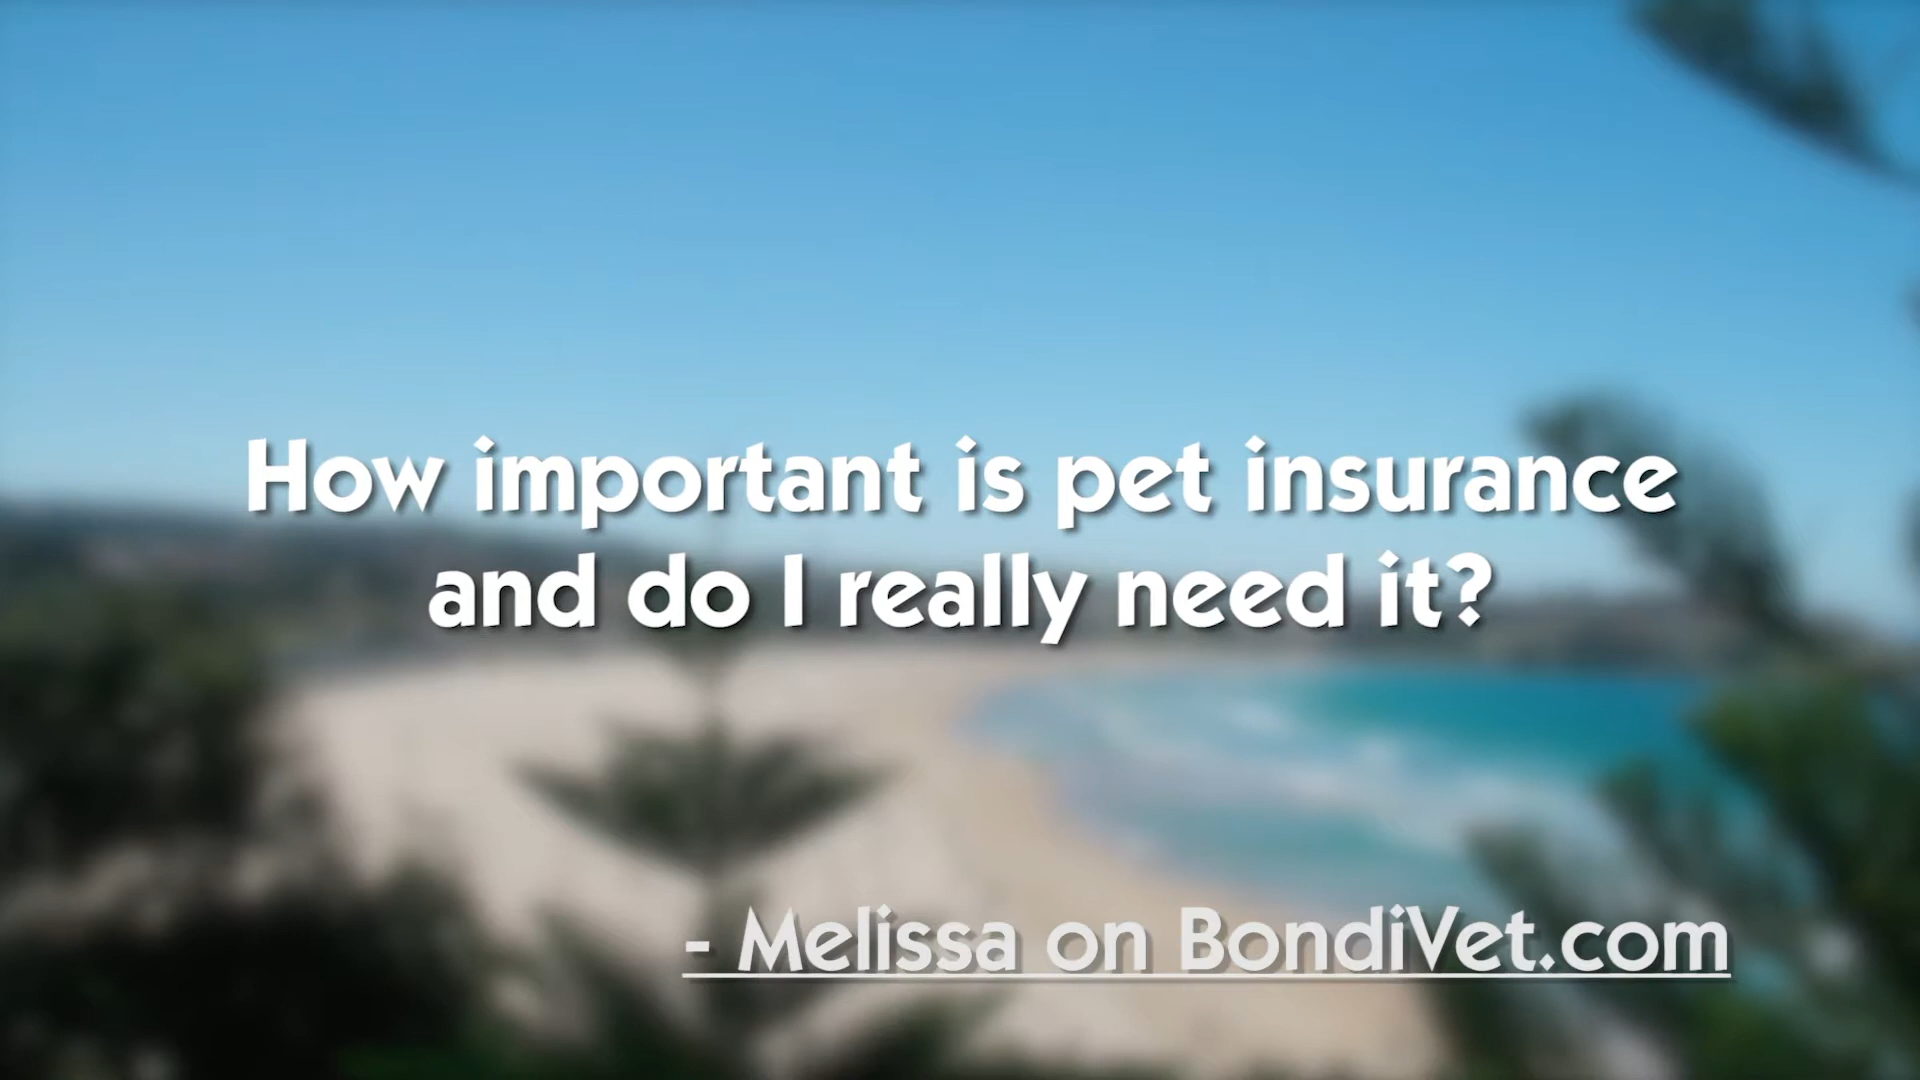 How important is pet insurance
and do I really need it?
- Melissa on BondiVet.com